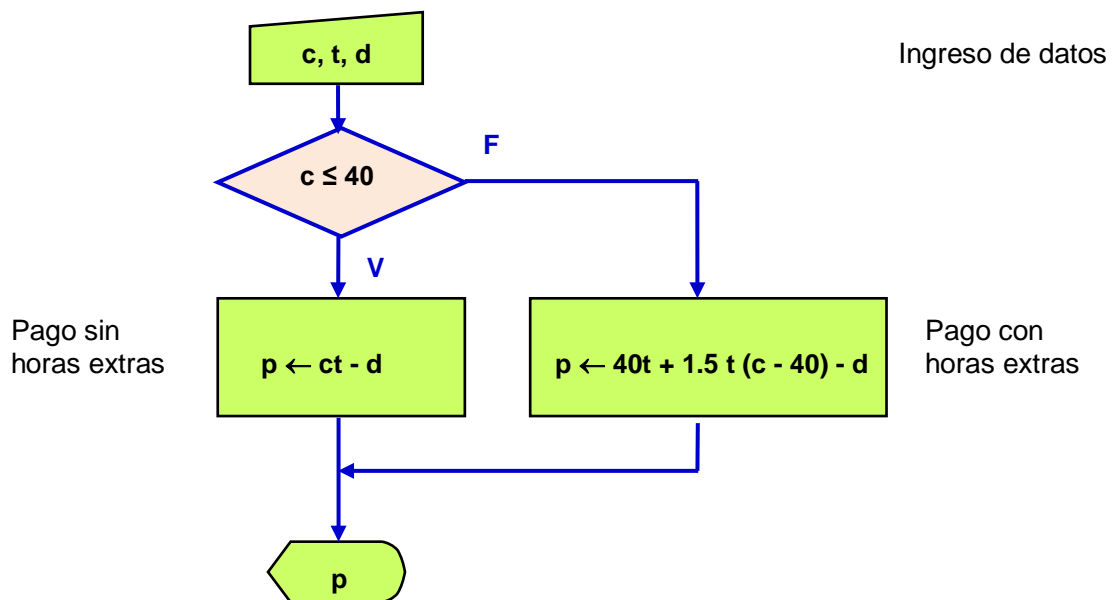 c, t, d
Ingreso de datos
F
c ≤ 40
V
Pago sin
horas extras
p ← ct - d
p ← 40t + 1.5 t (c - 40) - d
Pago con
horas extras
p